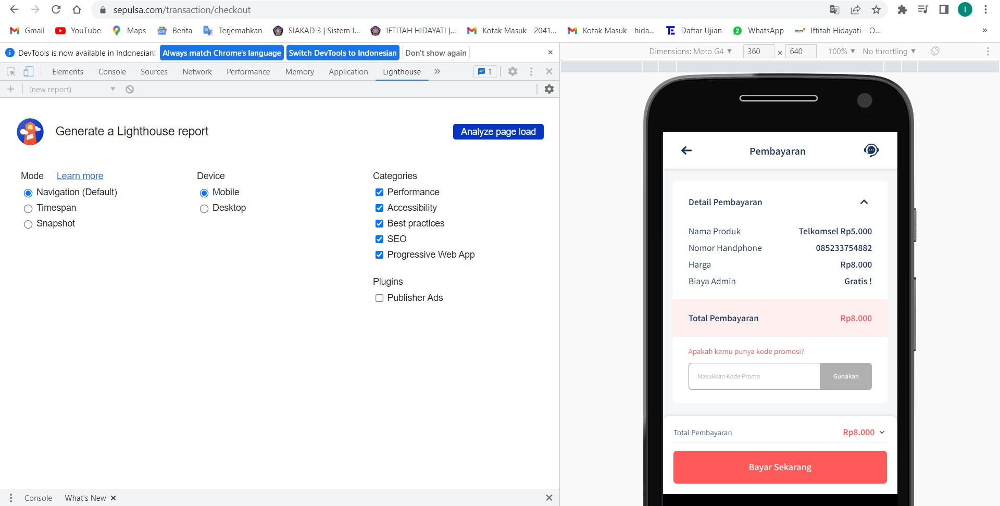 sepulsa.com/transaction/checkout
I
Gmail YouTube Maps Berita Terjemahkan SIAKAD 3 | Sistem I... IFTITAH HIDAYATI |... Kotak Masuk - 2041... Kotak Masuk - hida... TE Daftar Ujian 2 WhatsApp Iftitah Hidayati – O... »
DevTools is now available in Indonesian! Always match Chrome's language Switch DevTools to Indonesian Don't show again ×
Dimensions: Moto G4 ▼ 360 × 640 100% ▼ No throttling ▼
Elements Console Sources Network Performance Memory Application Lighthouse » 1
(new report)
Generate a Lighthouse report
Analyze page load
Mode Learn more
Navigation (Default)
Timespan
Snapshot
Device
Mobile
Desktop
Categories
Performance
Accessibility
Best practices
SEO
Progressive Web App
Plugins
Publisher Ads
Console What's New ×
Pembayaran
Detail Pembayaran
Nama Produk Telkomsel Rp5.000
Nomor Handphone 085233754882
Harga Rp8.000
Biaya Admin Gratis !
Total Pembayaran Rp8.000
Apakah kamu punya kode promosi?
Masukkan Kode Promo Gunakan
Total Pembayaran Rp8.000
Bayar Sekarang